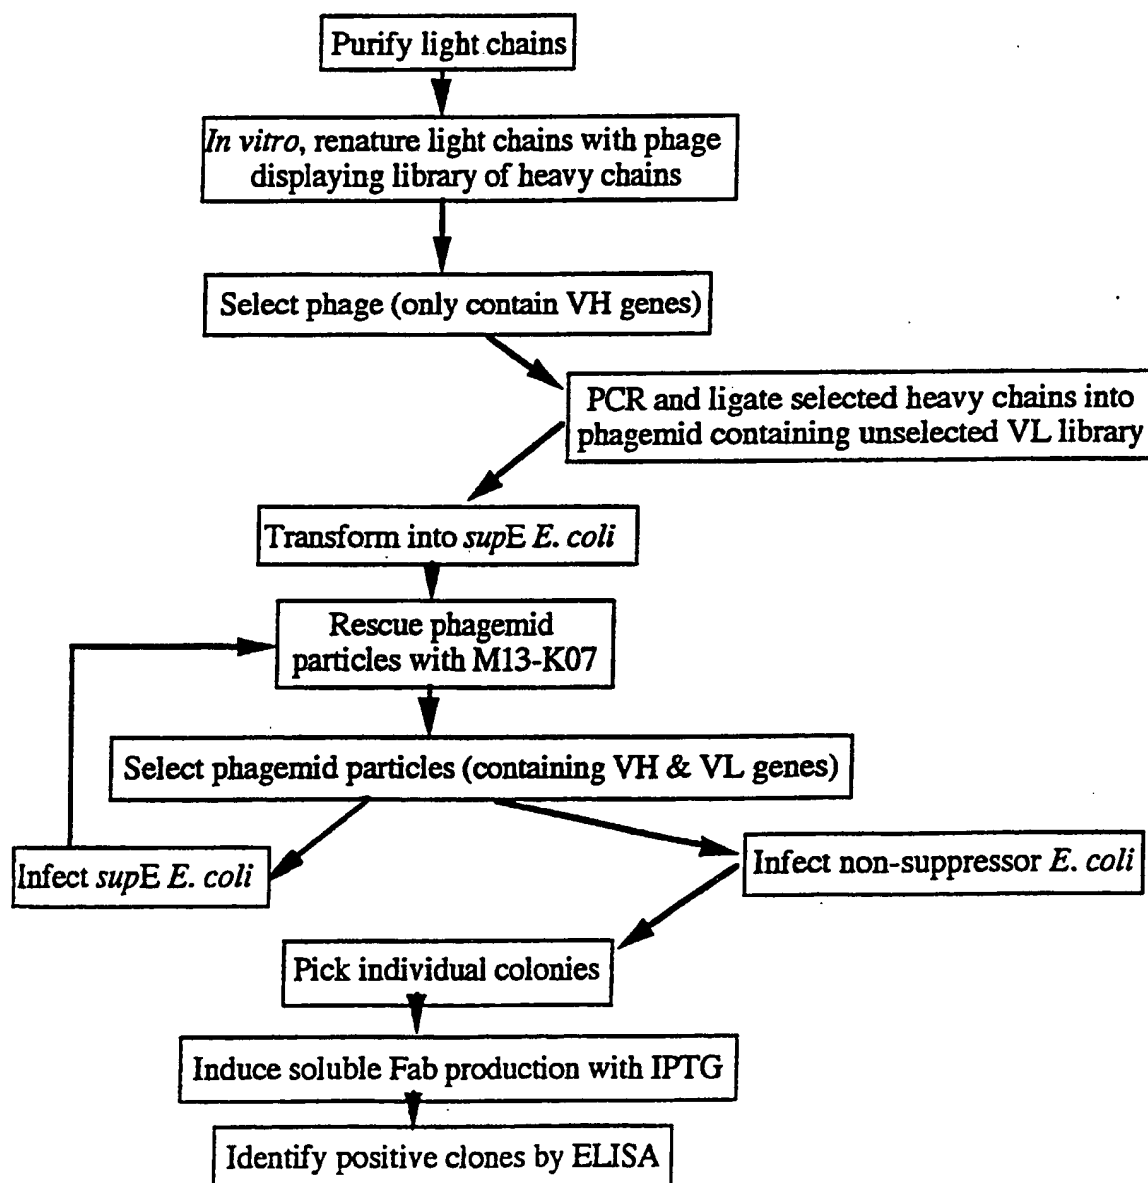 Purify light chains
In vitro, renature light chains with phage
displaying library of heavy chains
Select phage (only contain VH genes)
PCR and ligate selected heavy chains into
phagemid containing unselected VL library
Transform into supE E. coli
Rescue phagemid
particles with M13-K07
Select phagemid particles (containing VH & VL genes)
Infect supE E. coli
Infect non-suppressor E. coli
Pick individual colonies
Induce soluble Fab production with IPTG
Identify positive clones by ELISA